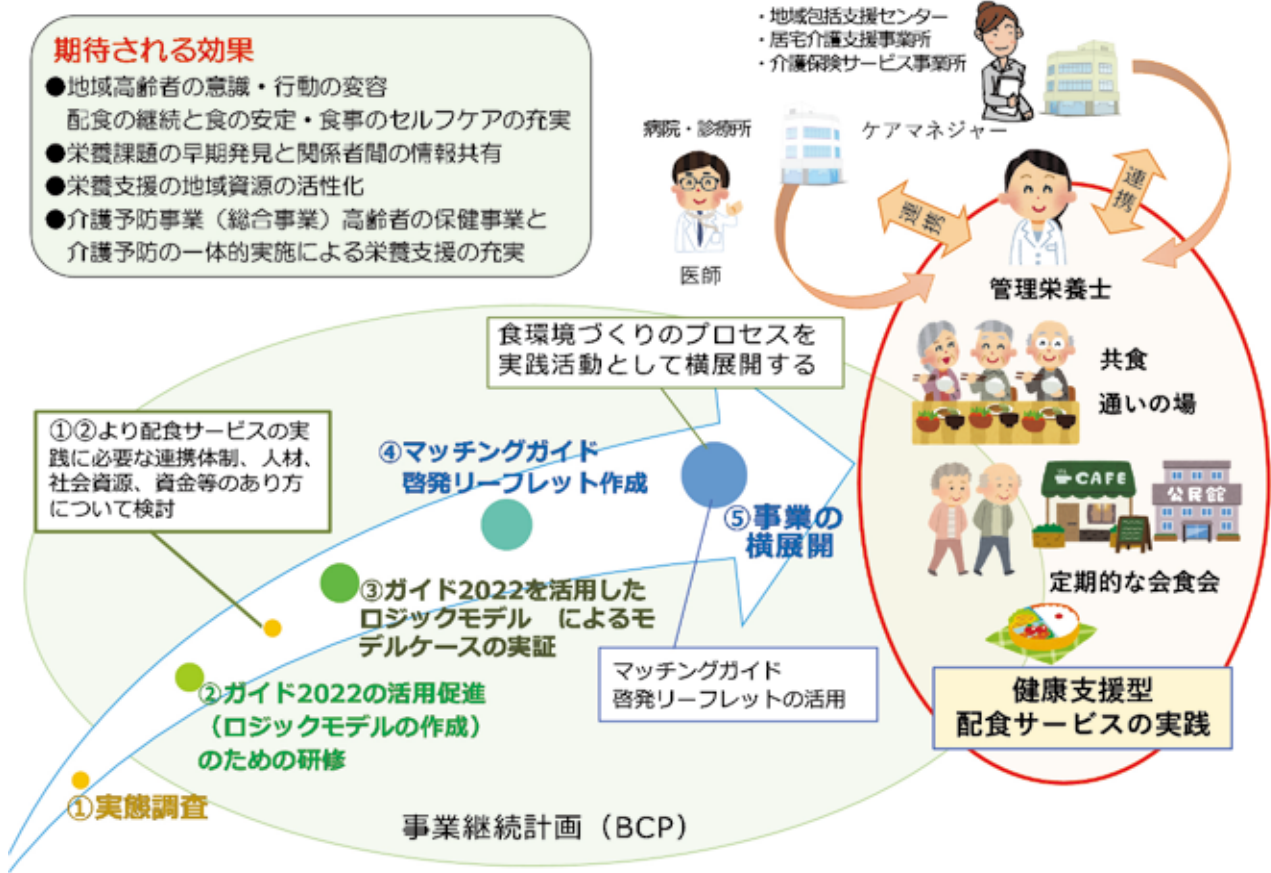 期待される効果
●地域高齢者の意識・行動の変容
配食の継続と食の安定・食事のセルフケアの充実
●栄養課題の早期発見と関係者間の情報共有
●栄養支援の地域資源の活性化
●介護予防事業（総合事業）高齢者の保健事業と
介護予防の一体的実施による栄養支援の充実
・地域包括支援センター
・居宅介護支援事業所
・介護保険サービス事業所
病院・診療所
ケアマネジャー
医師
連携
連携
管理栄養士
共食
通いの場
CAFE
公民館
定期的な会食会
健康支援型
配食サービスの実践
食環境づくりのプロセスを
実践活動として横展開する
①②より配食サービスの実
践に必要な連携体制、人材、
社会資源、資金等のあり方
について検討
④マッチングガイド
啓発リーフレット作成
⑤事業の
横展開
③ガイド2022を活用した
ロジックモデル　によるモ
デルケースの実証
マッチングガイド
啓発リーフレットの活用
②ガイド2022の活用促進
（ロジックモデルの作成）
のための研修
①実態調査
事業継続計画（BCP）